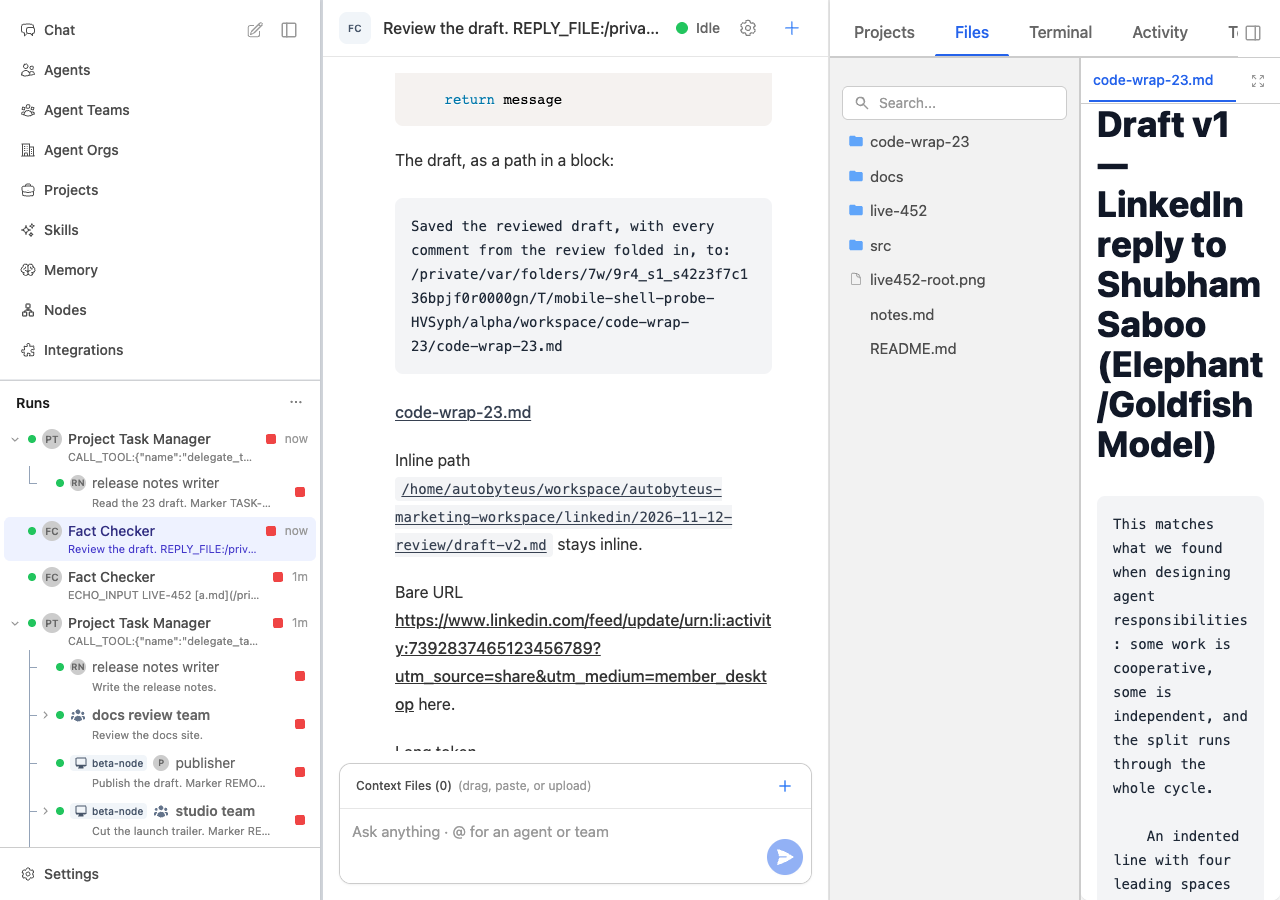 Chat
Agents
Agent Teams
Agent Orgs
Projects
Skills
Memory
Nodes
Integrations
Runs
PT Project Task Manager now
CALL_TOOL:{"name":"delegate_t...
RN release notes writer
Read the 23 draft. Marker TASK-...
FC Fact Checker now
Review the draft. REPLY_FILE:/priv...
FC Fact Checker 1m
ECHO_INPUT LIVE-452 [a.md](/pri...
PT Project Task Manager 1m
CALL_TOOL:{"name":"delegate_ta...
RN release notes writer
Write the release notes.
docs review team
Review the docs site.
beta-node P publisher
Publish the draft. Marker REMO...
beta-node studio team
Cut the launch trailer. Marker RE...
Settings
FC Review the draft. REPLY_FILE:/priva... Idle
return message
The draft, as a path in a block:
Saved the reviewed draft, with every
comment from the review folded in, to:
/private/var/folders/7w/9r4_s1_s42z3f7c1
36bpjf0r0000gn/T/mobile-shell-probe-
HVSyph/alpha/workspace/code-wrap-
23/code-wrap-23.md
code-wrap-23.md
Inline path
/home/autobyteus/workspace/autobyteus-
marketing-workspace/linkedin/2026-11-12-
review/draft-v2.md stays inline.
Bare URL
https://www.linkedin.com/feed/update/urn:li:activit
y:7392837465123456789?
utm_source=share&utm_medium=member_deskt
op here.
Long token
Context Files (0) (drag, paste, or upload)
Ask anything · @ for an agent or team
Projects Files Terminal Activity
Search...
code-wrap-23
docs
live-452
src
live452-root.png
notes.md
README.md
code-wrap-23.md
Draft v1
—
LinkedIn
reply to
Shubham
Saboo
(Elephant
/Goldfish
Model)
This matches
what we found
when designing
agent
responsibilities
: some work is
cooperative,
some is
independent, and
the split runs
through the
whole cycle.
An indented
line with four
leading spaces